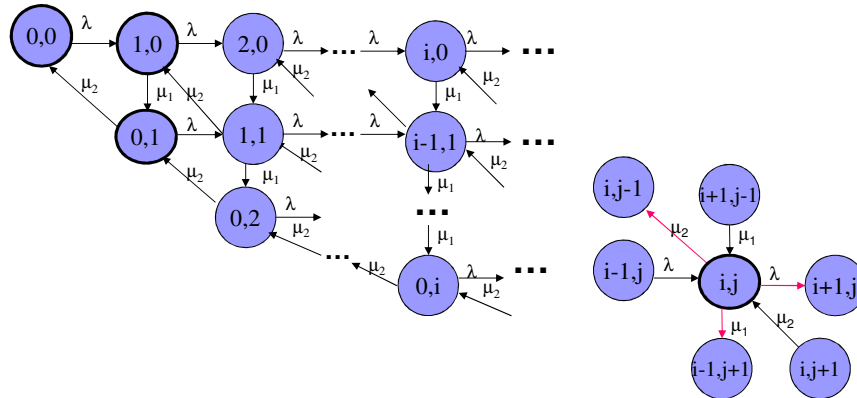 0,0 λ 1,0 λ 2,0 λ ... λ i,0 λ ...
μ2 μ1 μ2 μ1 μ2 μ1 μ2
0,1 λ 1,1 λ ... λ i-1,1 λ ...
μ2 μ1 μ2 μ1 μ2
0,2 λ ...
μ2 ... μ2 μ1
0,i λ ...
μ2
i,j-1 i+1,j-1
μ2 μ1
i-1,j λ i,j λ i+1,j
μ1 μ2
i-1,j+1 i,j+1